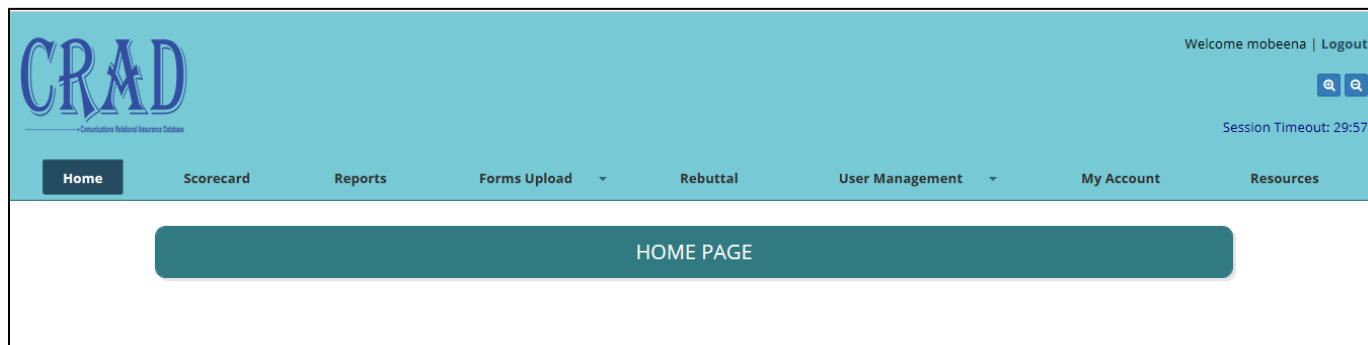 CRAD
Comunications Relational Assurance Database
Welcome mobeena | Logout
Session Timeout: 29:57
Home Scorecard Reports Forms Upload Rebuttal User Management My Account Resources
HOME PAGE